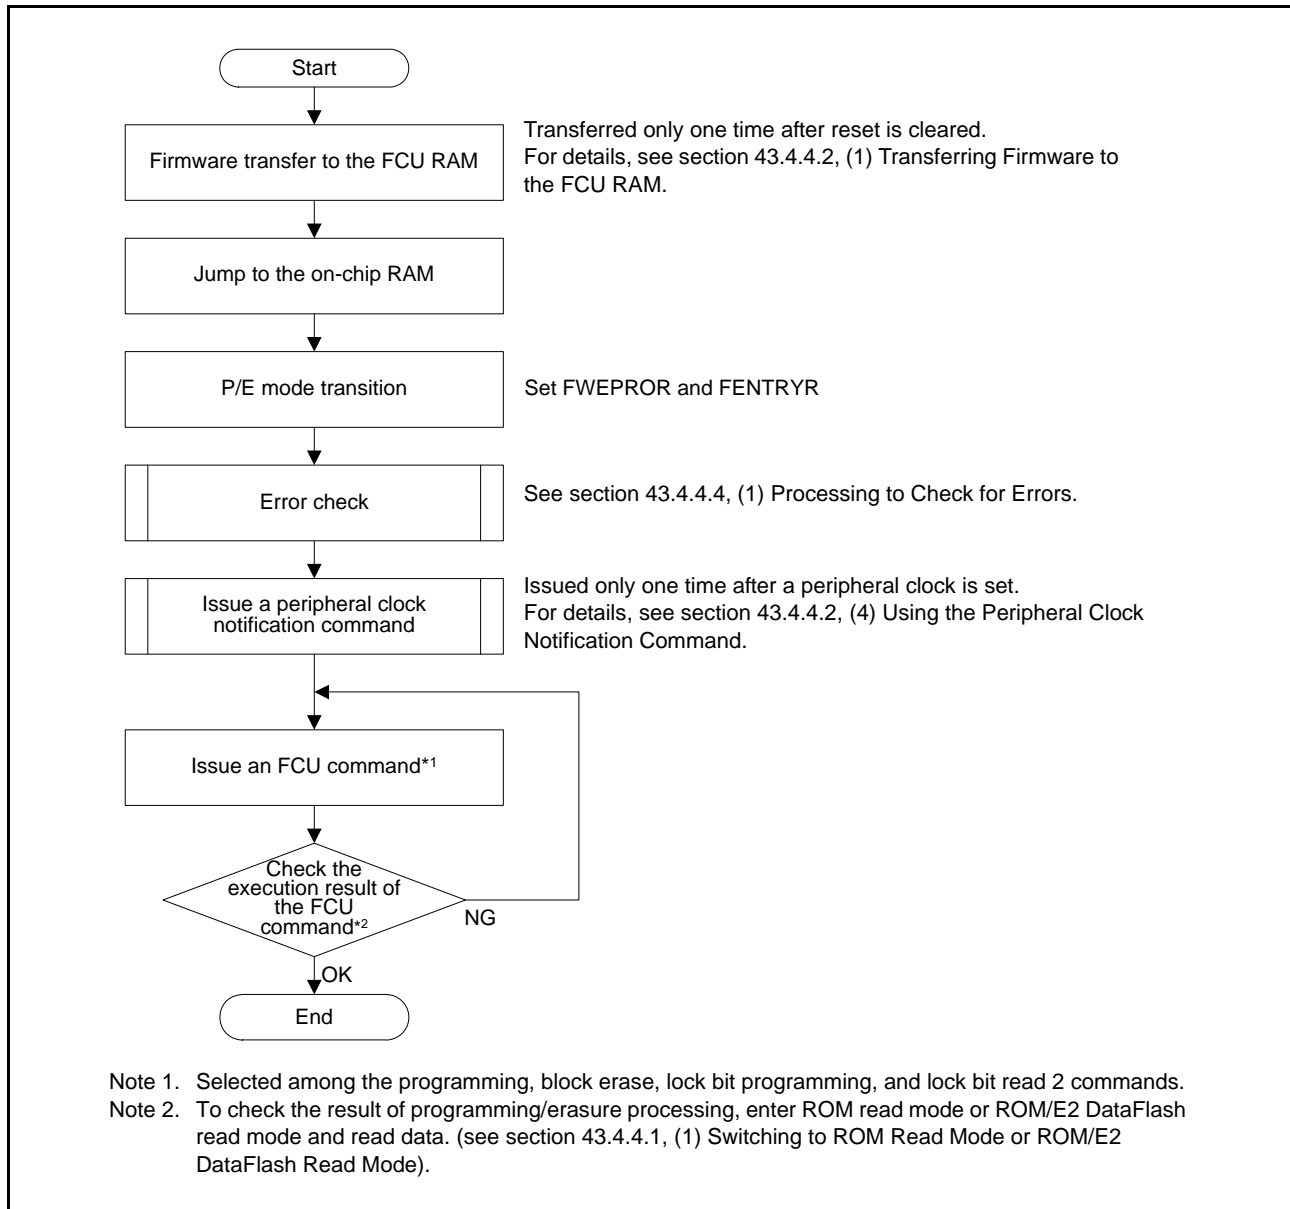 Start
Firmware transfer to the FCU RAM
Transferred only one time after reset is cleared.
For details, see section 43.4.4.2, (1) Transferring Firmware to
the FCU RAM.
Jump to the on-chip RAM
P/E mode transition
Set FWEPROR and FENTRYR
Error check
See section 43.4.4.4, (1) Processing to Check for Errors.
Issue a peripheral clock
notification command
Issued only one time after a peripheral clock is set.
For details, see section 43.4.4.2, (4) Using the Peripheral Clock
Notification Command.
Issue an FCU command*1
Check the
execution result of
the FCU
command*2
NG
OK
End
Note 1. Selected among the programming, block erase, lock bit programming, and lock bit read 2 commands.
Note 2. To check the result of programming/erasure processing, enter ROM read mode or ROM/E2 DataFlash
read mode and read data. (see section 43.4.4.1, (1) Switching to ROM Read Mode or ROM/E2
DataFlash Read Mode).